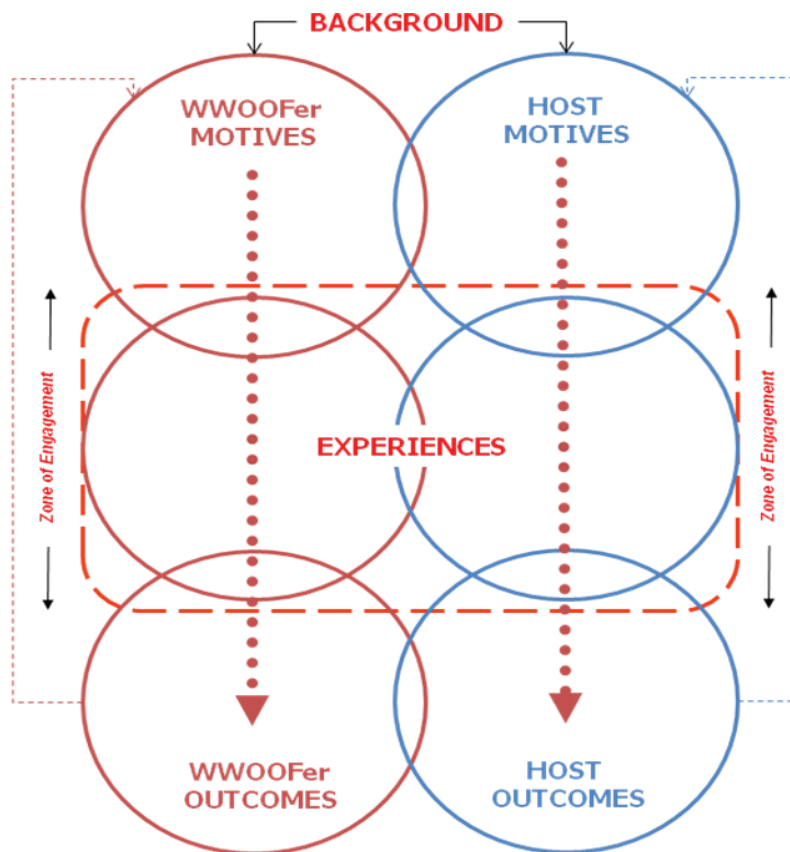 BACKGROUND
WWOOFer
MOTIVES
HOST
MOTIVES
Zone of Engagement
EXPERIENCES
Zone of Engagement
WWOOFer
OUTCOMES
HOST
OUTCOMES